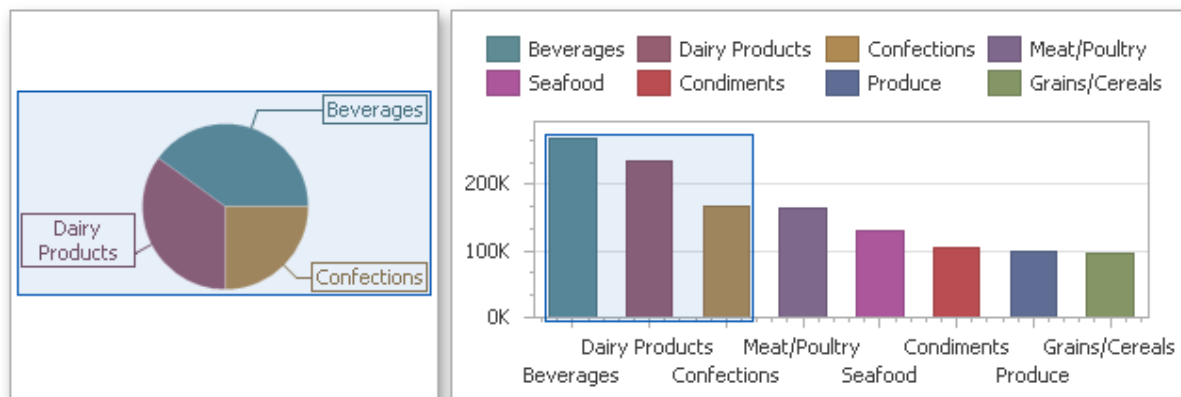 Beverages
Dairy
Products
Confections
Beverages Dairy Products Confections Meat/Poultry
Seafood Condiments Produce Grains/Cereals
200K
100K
0K
Dairy Products Meat/Poultry Condiments Grains/Cereals
Beverages Confections Seafood Produce